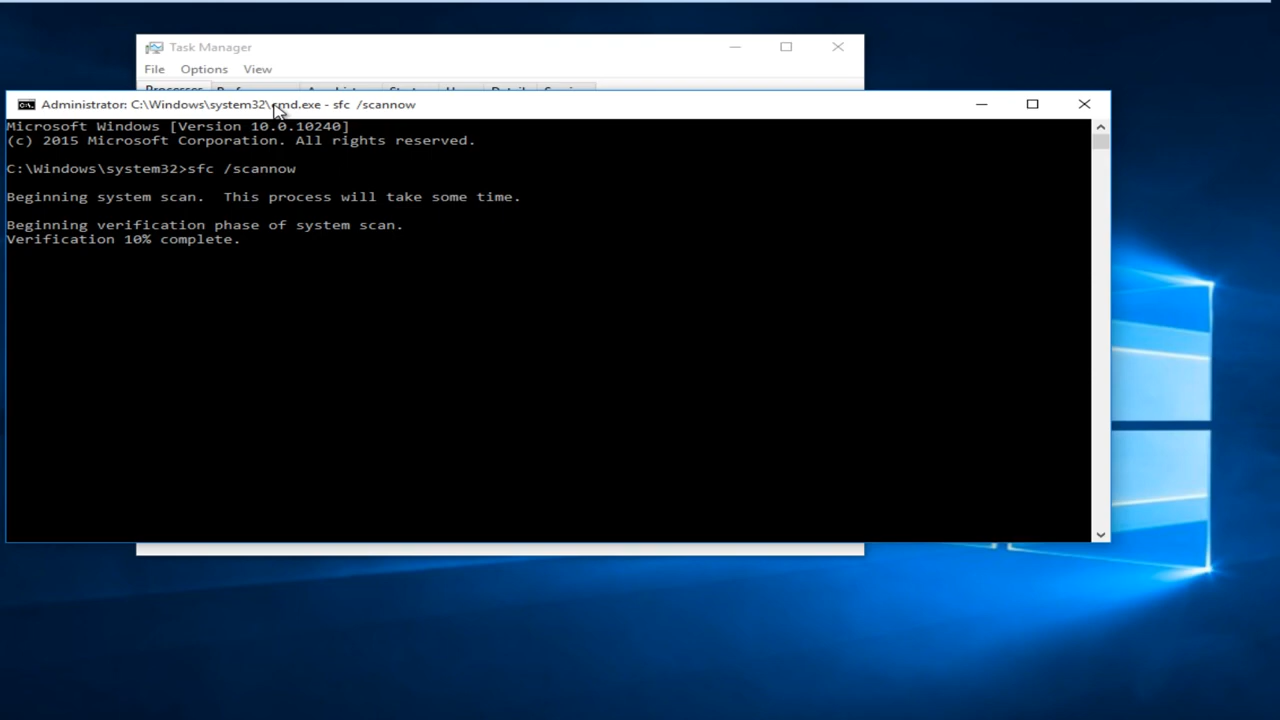 Task Manager
File Options View
Processes
Administrator: C:\Windows\system32\cmd.exe - sfc /scannow
Microsoft Windows [Version 10.0.10240]
(c) 2015 Microsoft Corporation. All rights reserved.
C:\Windows\system32>sfc /scannow
Beginning system scan.  This process will take some time.
Beginning verification phase of system scan.
Verification 10% complete.